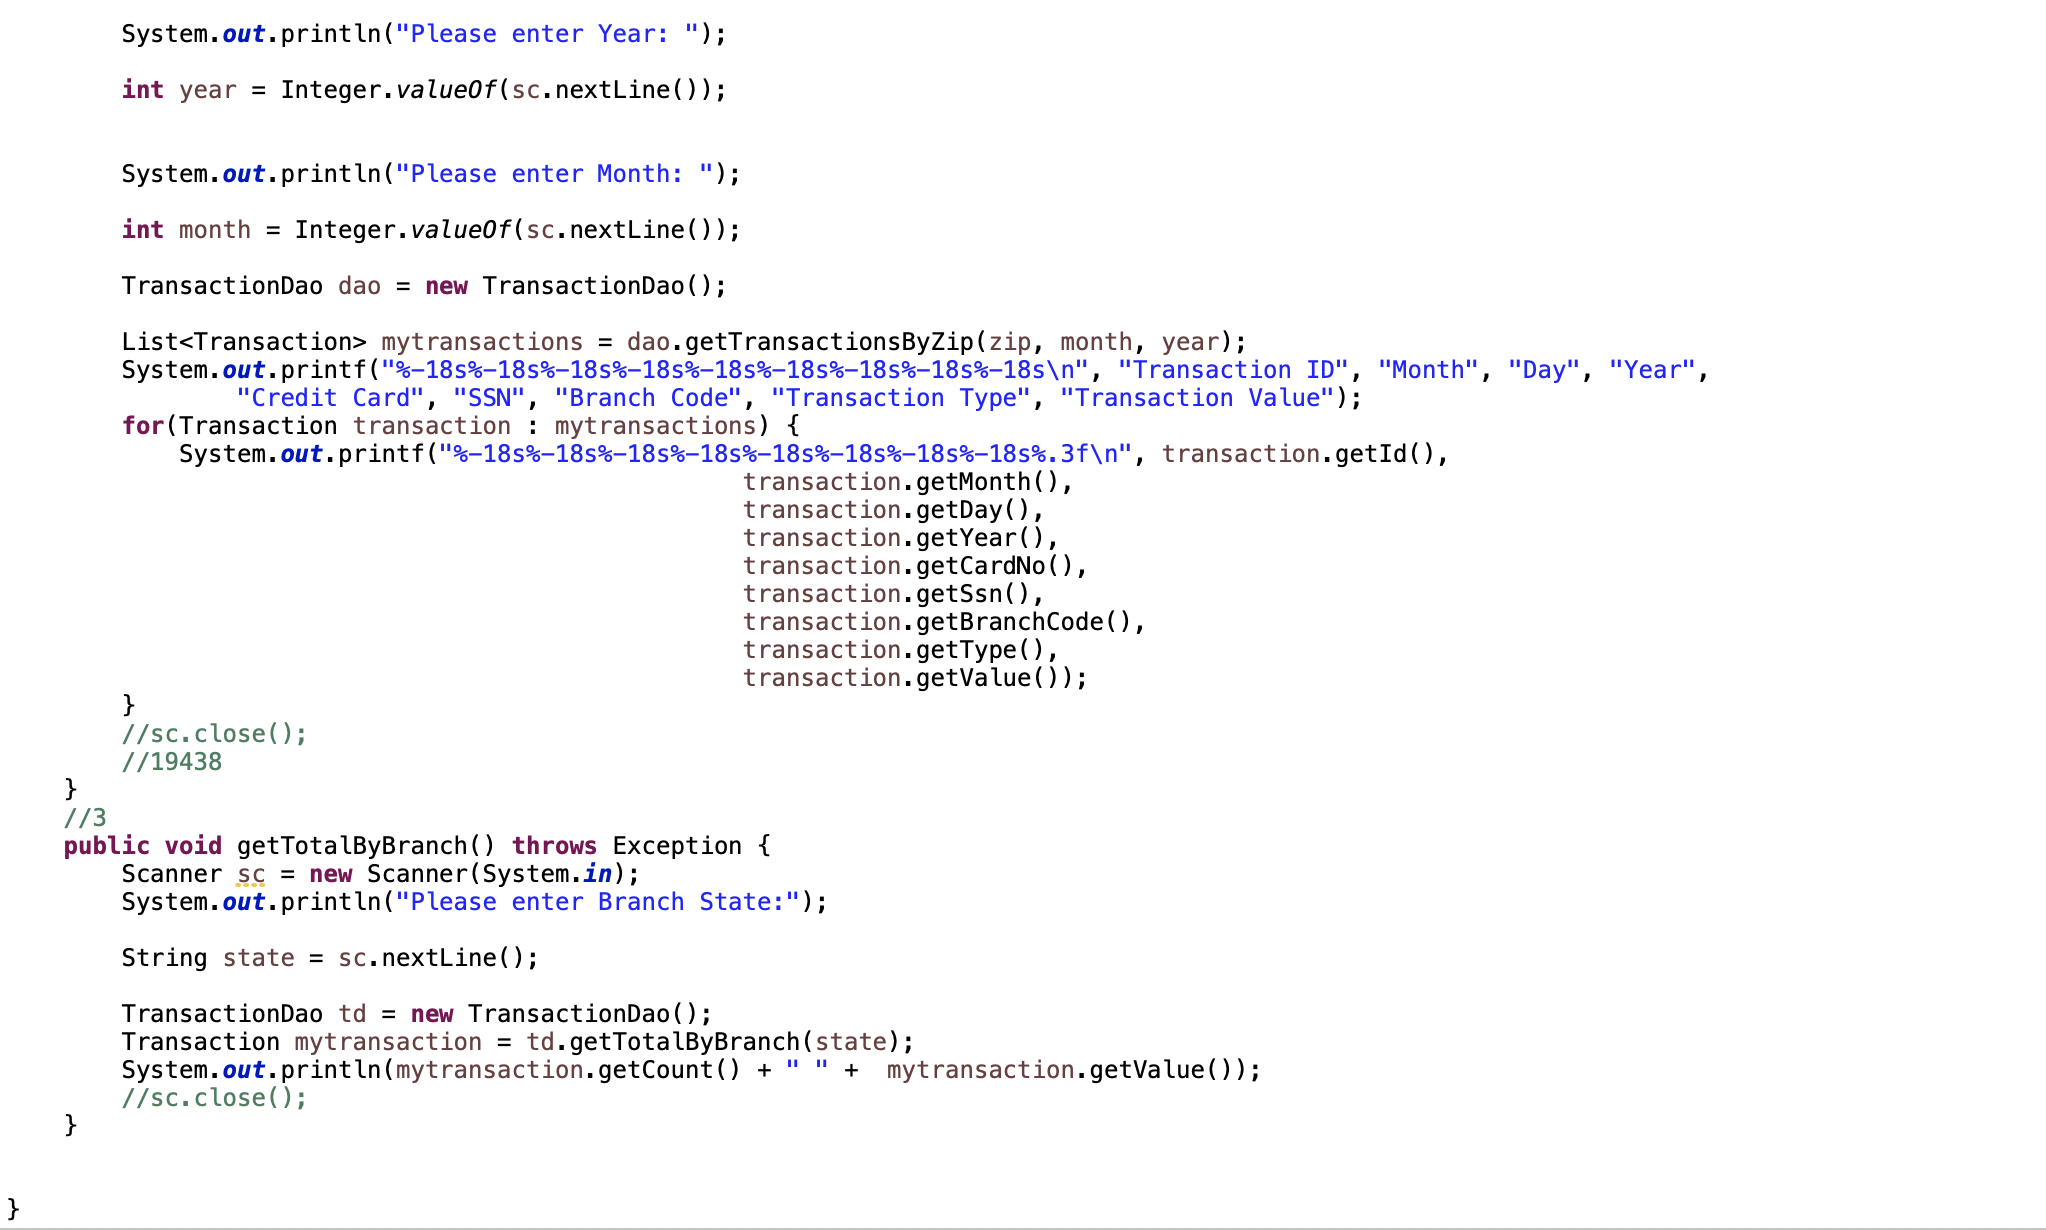 System.out.println("Please enter Year: ");
int year = Integer.valueOf(sc.nextLine());
System.out.println("Please enter Month: ");
int month = Integer.valueOf(sc.nextLine());
TransactionDao dao = new TransactionDao();
List<Transaction> mytransactions = dao.getTransactionsByZip(zip, month, year);
System.out.printf("%-18s%-18s%-18s%-18s%-18s%-18s%-18s%-18s%-18s\n", "Transaction ID", "Month", "Day", "Year",
"Credit Card", "SSN", "Branch Code", "Transaction Type", "Transaction Value");
for(Transaction transaction : mytransactions) {
System.out.printf("%-18s%-18s%-18s%-18s%-18s%-18s%-18s%-18s%.3f\n", transaction.getId(),
transaction.getMonth(),
transaction.getDay(),
transaction.getYear(),
transaction.getCardNo(),
transaction.getSsn(),
transaction.getBranchCode(),
transaction.getType(),
transaction.getValue());
}
//sc.close();
//19438
}
//3
public void getTotalByBranch() throws Exception {
Scanner sc = new Scanner(System.in);
System.out.println("Please enter Branch State:");
String state = sc.nextLine();
TransactionDao td = new TransactionDao();
Transaction mytransaction = td.getTotalByBranch(state);
System.out.println(mytransaction.getCount() + " " +  mytransaction.getValue());
//sc.close();
}
}